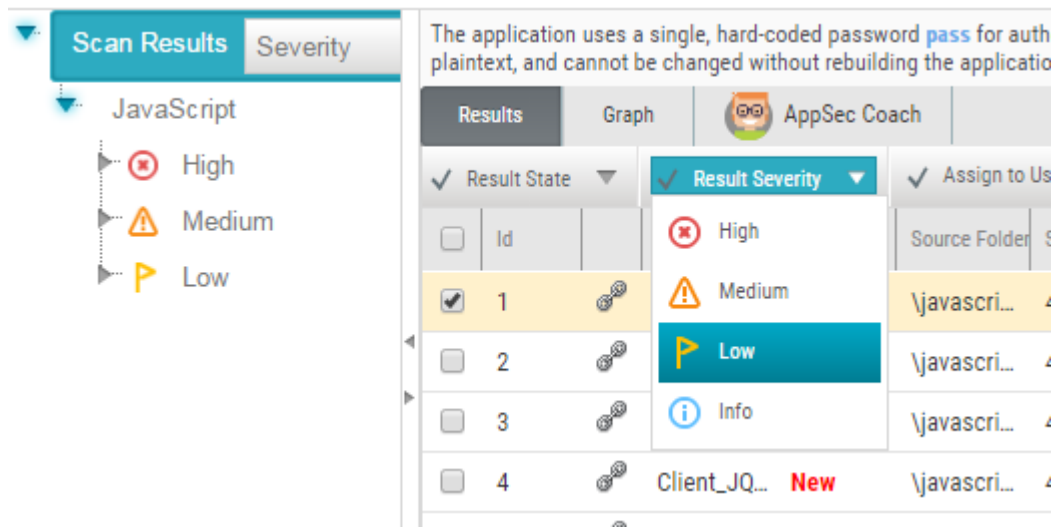 Scan Results Severity
JavaScript
High
Medium
Low
The application uses a single, hard-coded password pass for auth
plaintext, and cannot be changed without rebuilding the applicatio
Results Graph AppSec Coach
Result State Result Severity Assign to Us
Id Source Folder
High
Medium
Low
Info
1 \javascri...
2 \javascri...
3 \javascri...
4 Client_JQ... New \javascri...